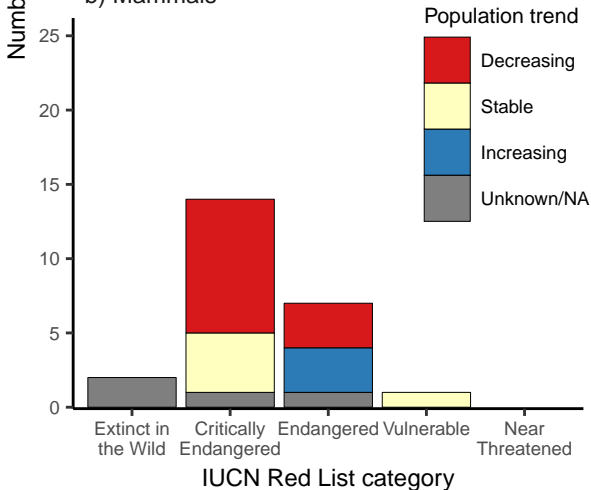 b) Mammals
Population trend
Decreasing
Stable
Increasing
Unknown/NA
25
20
15
10
5
0
Extinct in
the Wild
Critically
Endangered
Endangered
Vulnerable
Near
Threatened
IUCN Red List category